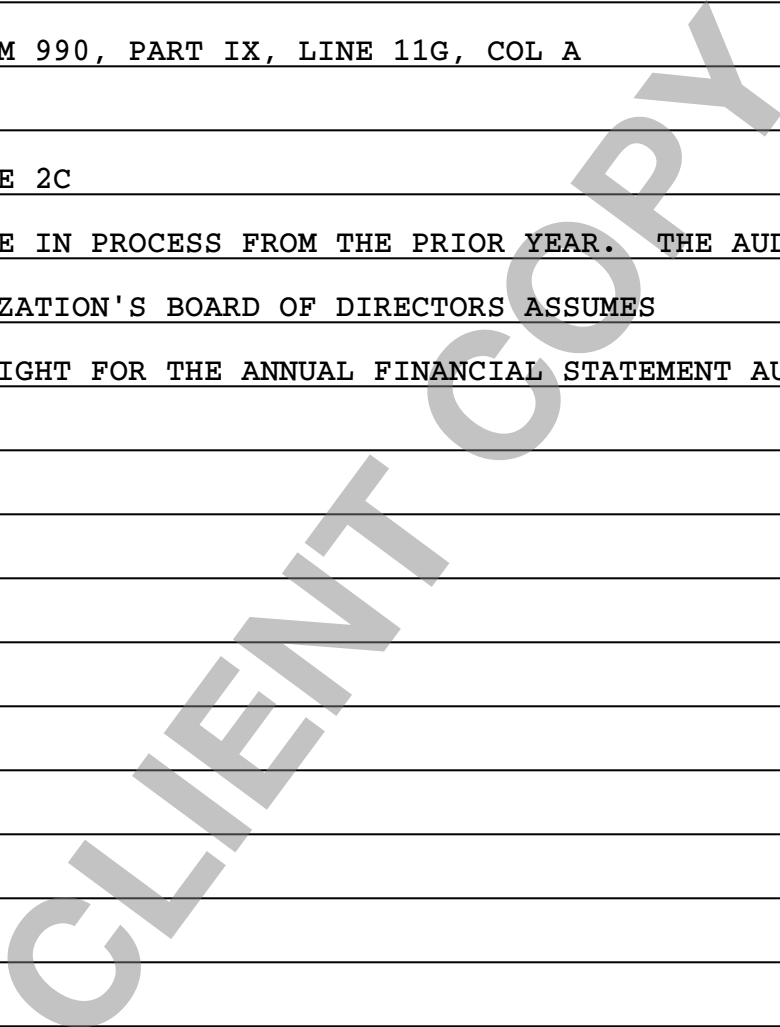 M 990, PART IX, LINE 11G, COL A
E 2C
E IN PROCESS FROM THE PRIOR YEAR.  THE AUD
ZATION'S BOARD OF DIRECTORS ASSUMES
IGHT FOR THE ANNUAL FINANCIAL STATEMENT AU
CLIENT COPY